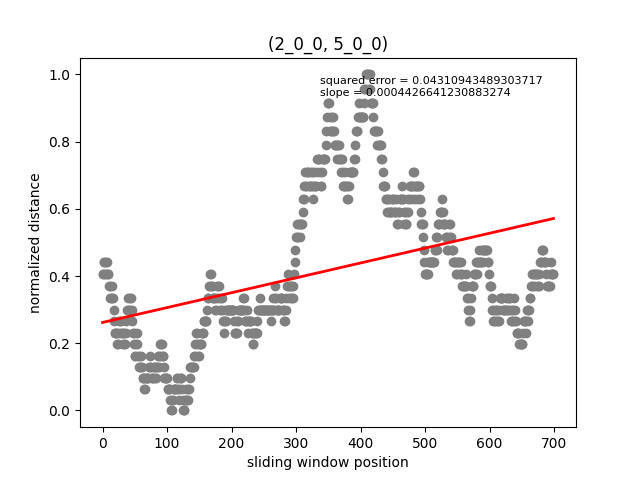 (2_0_0, 5_0_0)
squared error = 0.04310943489303717
slope = 0.0004426641230883274
normalized distance
1.0
0.8
0.6
0.4
0.2
0.0
0 100 200 300 400 500 600 700
sliding window position